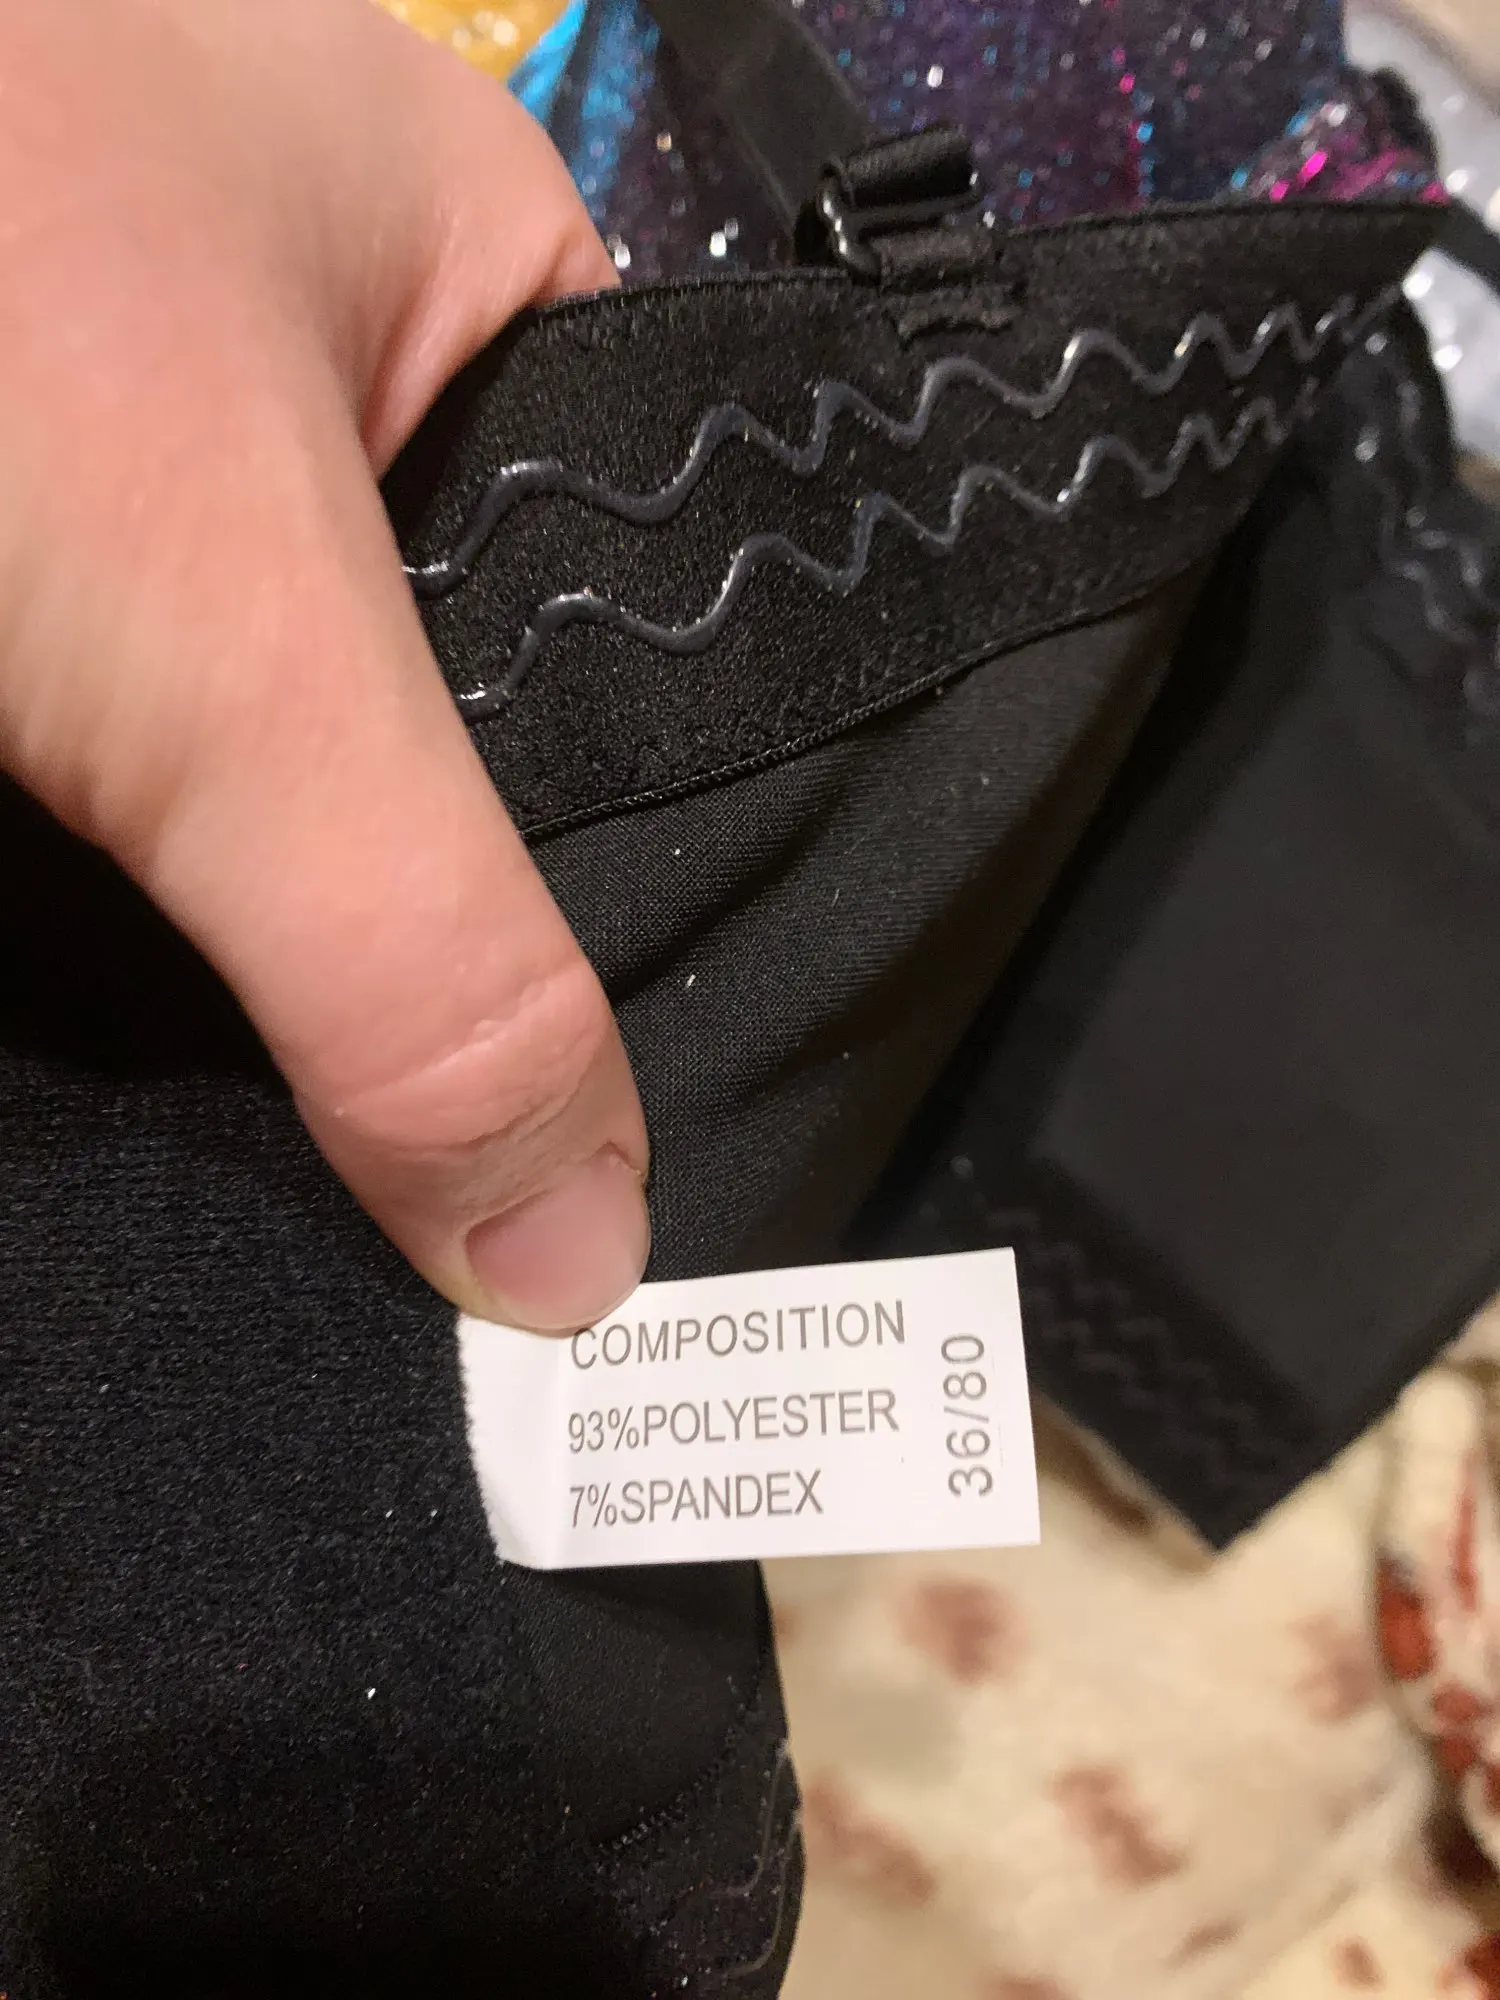 COMPOSITION
93%POLYESTER
7%SPANDEX
36/80